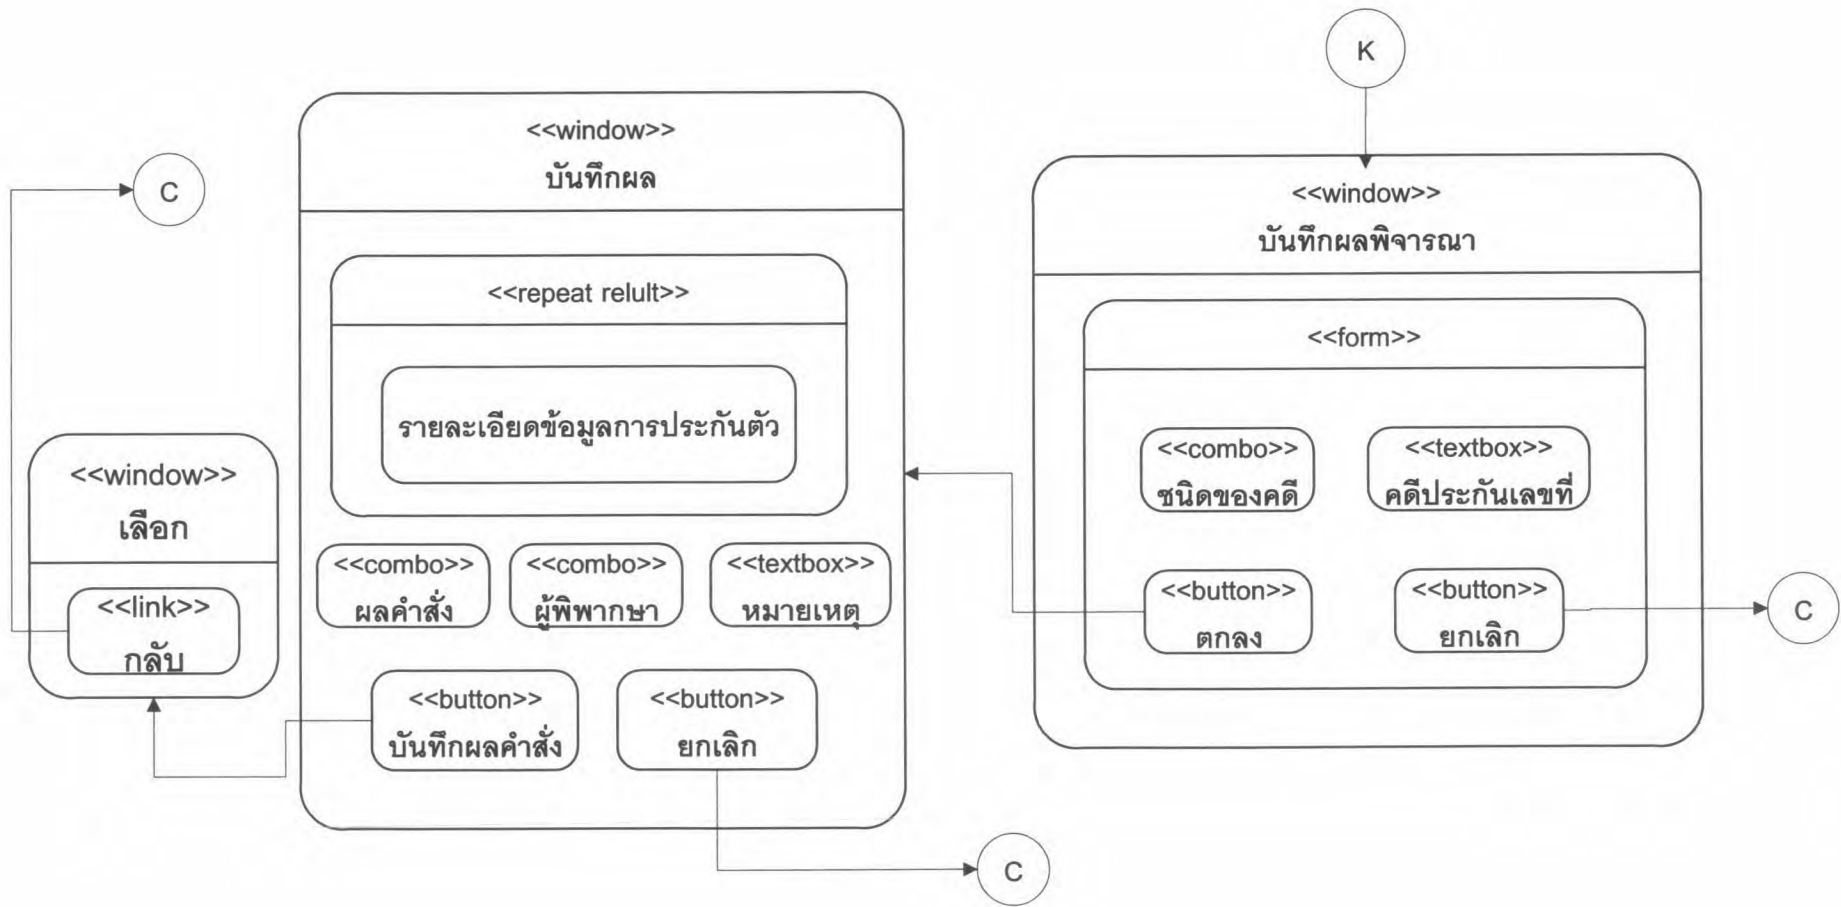 K
C
<<window>>
บันทึกผล
<<repeat relult>>
รายละเอียดข้อมูลการประกันตัว
<<combo>>
ผลคำสั่ง
<<combo>>
ผู้พิพากษา
<<textbox>>
หมายเหตุ
<<button>>
บันทึกผลคำสั่ง
<<button>>
ยกเลิก
C
<<window>>
เลือก
<<link>>
กลับ
<<window>>
บันทึกผลพิจารณา
<<form>>
<<combo>>
ชนิดของคดี
<<textbox>>
คดีประกันเลขที่
<<button>>
ตกลง
<<button>>
ยกเลิก
C